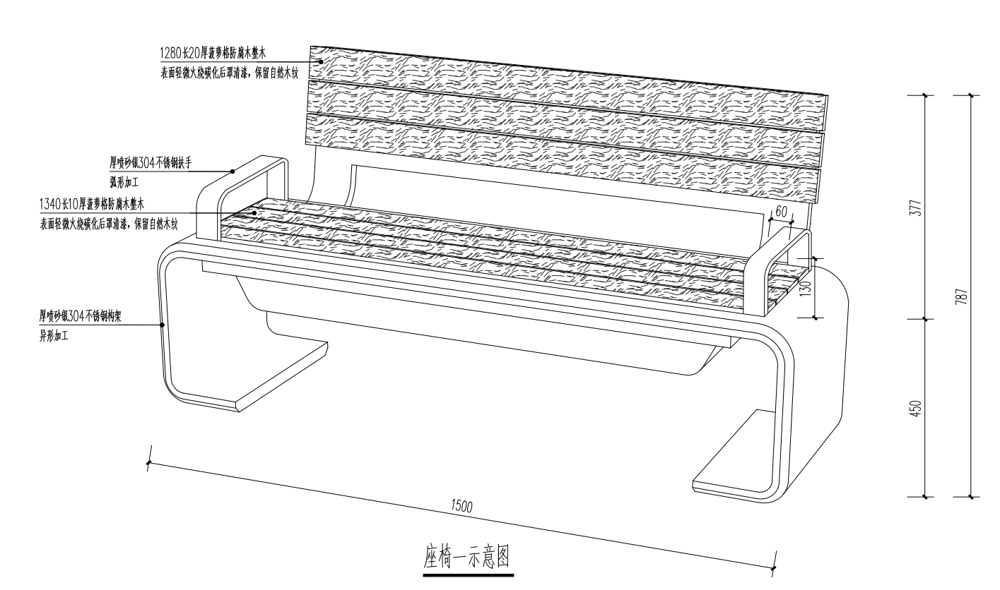 1280长20厚菠萝格防腐木整木
表面轻微火烧碳化后罩清漆，保留自然木纹
厚喷砂银304不锈钢扶手
弧形加工
1340长10厚菠萝格防腐木整木
表面轻微火烧碳化后罩清漆，保留自然木纹
厚喷砂银304不锈钢构架
异形加工
60
130
377
787
450
1500
座椅一示意图